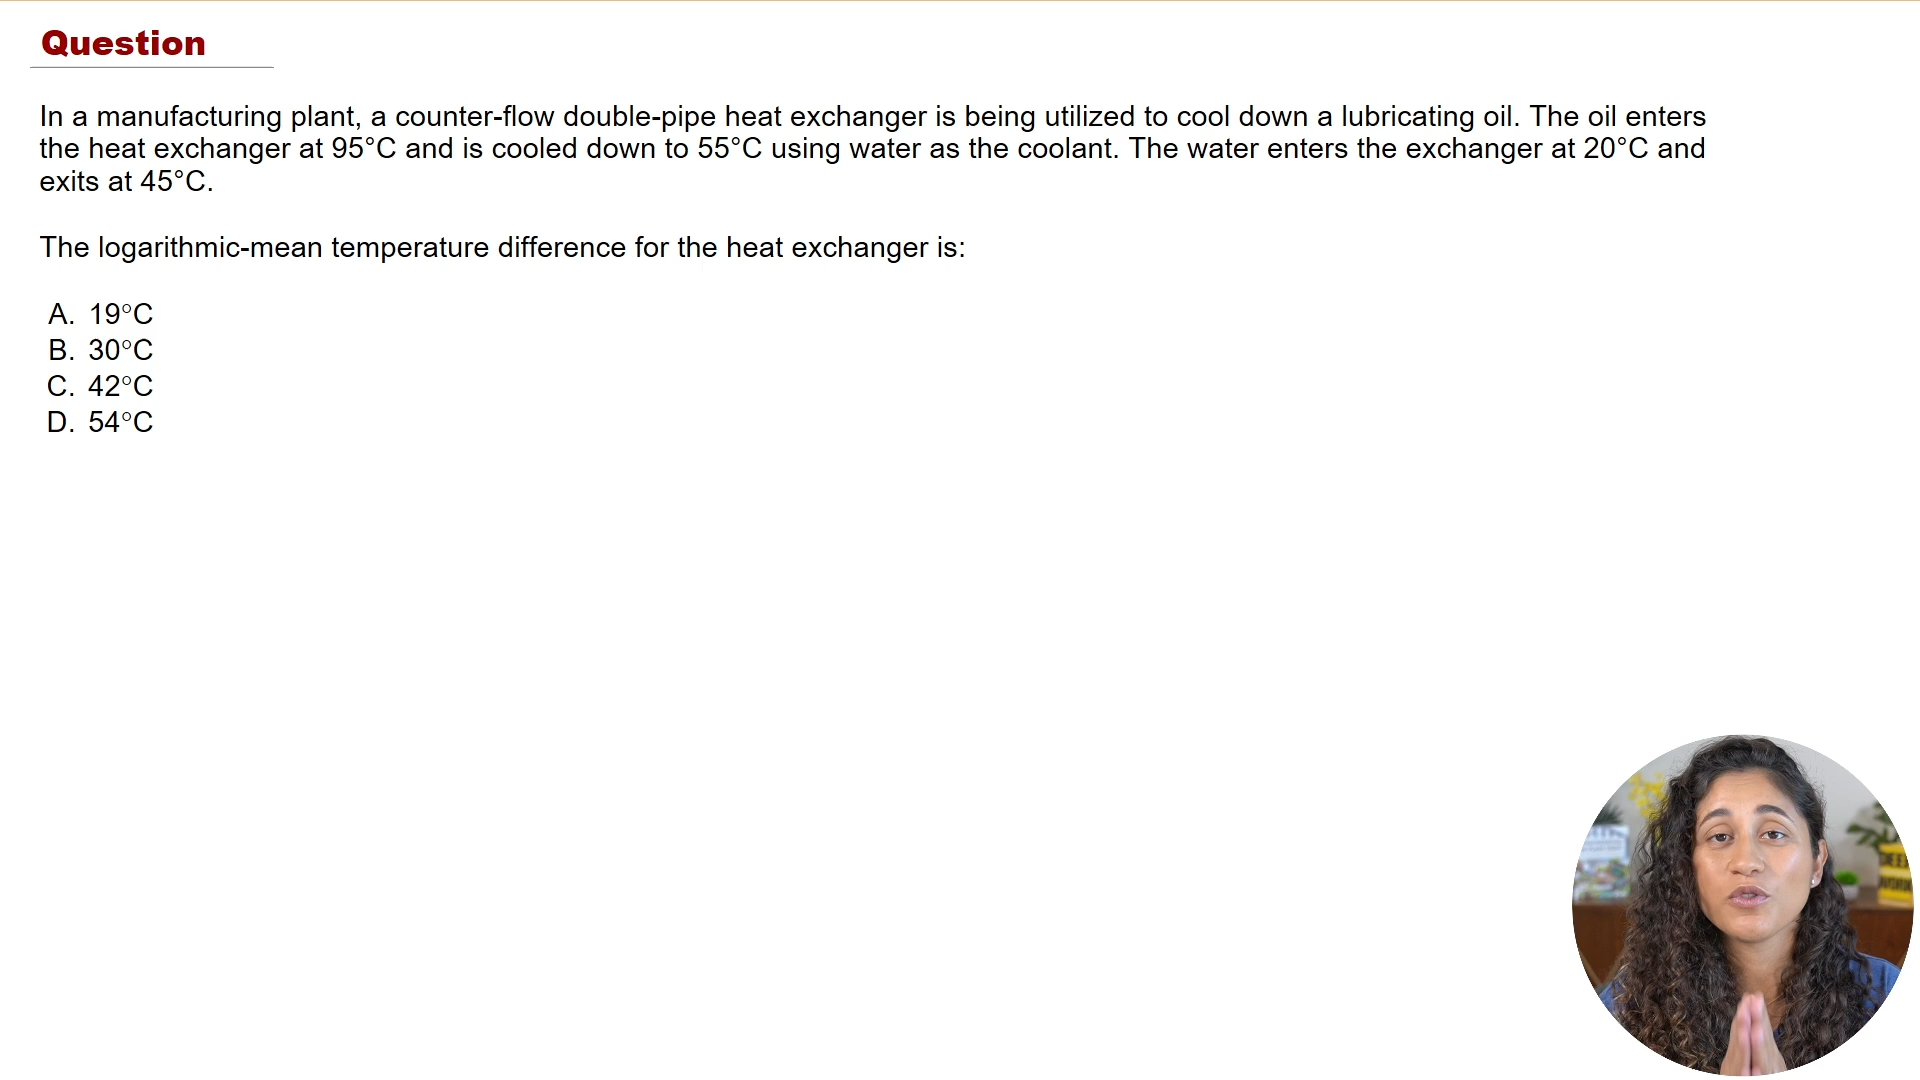 Question
In a manufacturing plant, a counter-flow double-pipe heat exchanger is being utilized to cool down a lubricating oil. The oil enters
the heat exchanger at 95°C and is cooled down to 55°C using water as the coolant. The water enters the exchanger at 20°C and
exits at 45°C.
The logarithmic-mean temperature difference for the heat exchanger is:
A. 19°C
B. 30°C
C. 42°C
D. 54°C